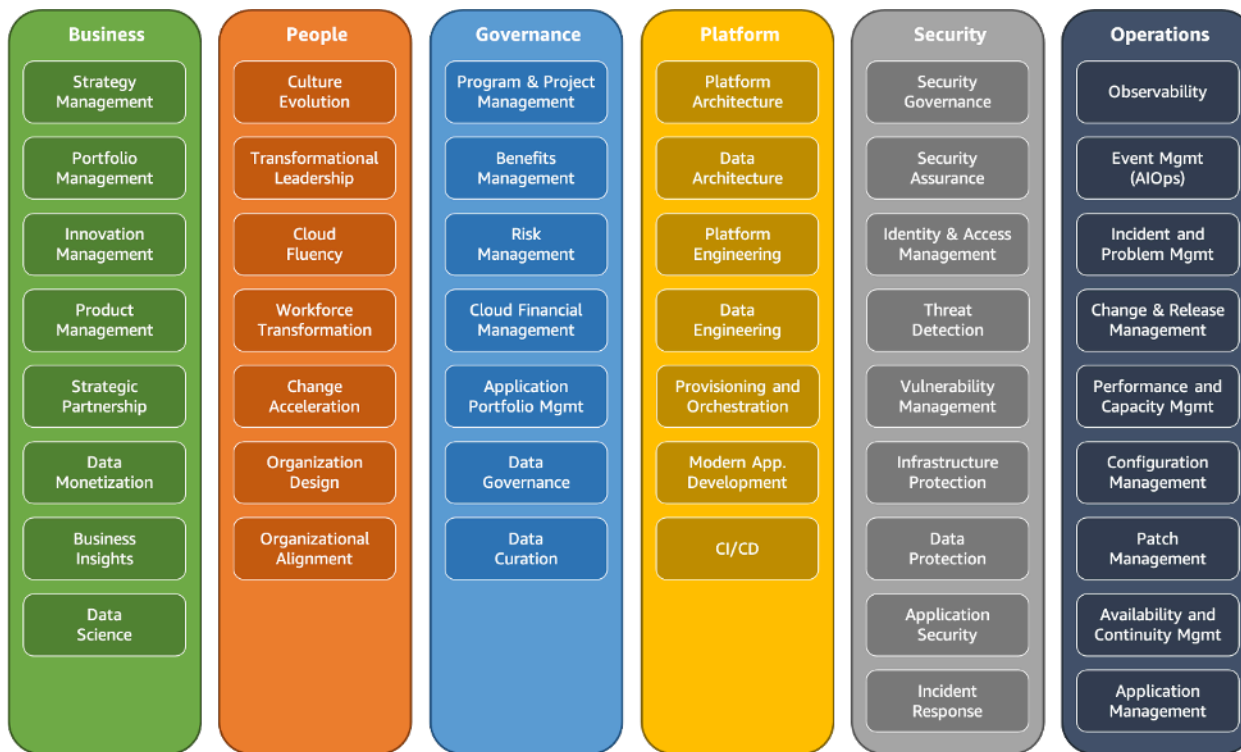 Business
Strategy
Management
Portfolio
Management
Innovation
Management
Product
Management
Strategic
Partnership
Data
Monetization
Business
Insights
Data
Science
People
Culture
Evolution
Transformational
Leadership
Cloud
Fluency
Workforce
Transformation
Change
Acceleration
Organization
Design
Organizational
Alignment
Governance
Program & Project
Management
Benefits
Management
Risk
Management
Cloud Financial
Management
Application
Portfolio Mgmt
Data
Governance
Data
Curation
Platform
Platform
Architecture
Data
Architecture
Platform
Engineering
Data
Engineering
Provisioning and
Orchestration
Modern App.
Development
CI/CD
Security
Security
Governance
Security
Assurance
Identity & Access
Management
Threat
Detection
Vulnerability
Management
Infrastructure
Protection
Data
Protection
Application
Security
Incident
Response
Operations
Observability
Event Mgmt
(AIOps)
Incident and
Problem Mgmt
Change & Release
Management
Performance and
Capacity Mgmt
Configuration
Management
Patch
Management
Availability and
Continuity Mgmt
Application
Management